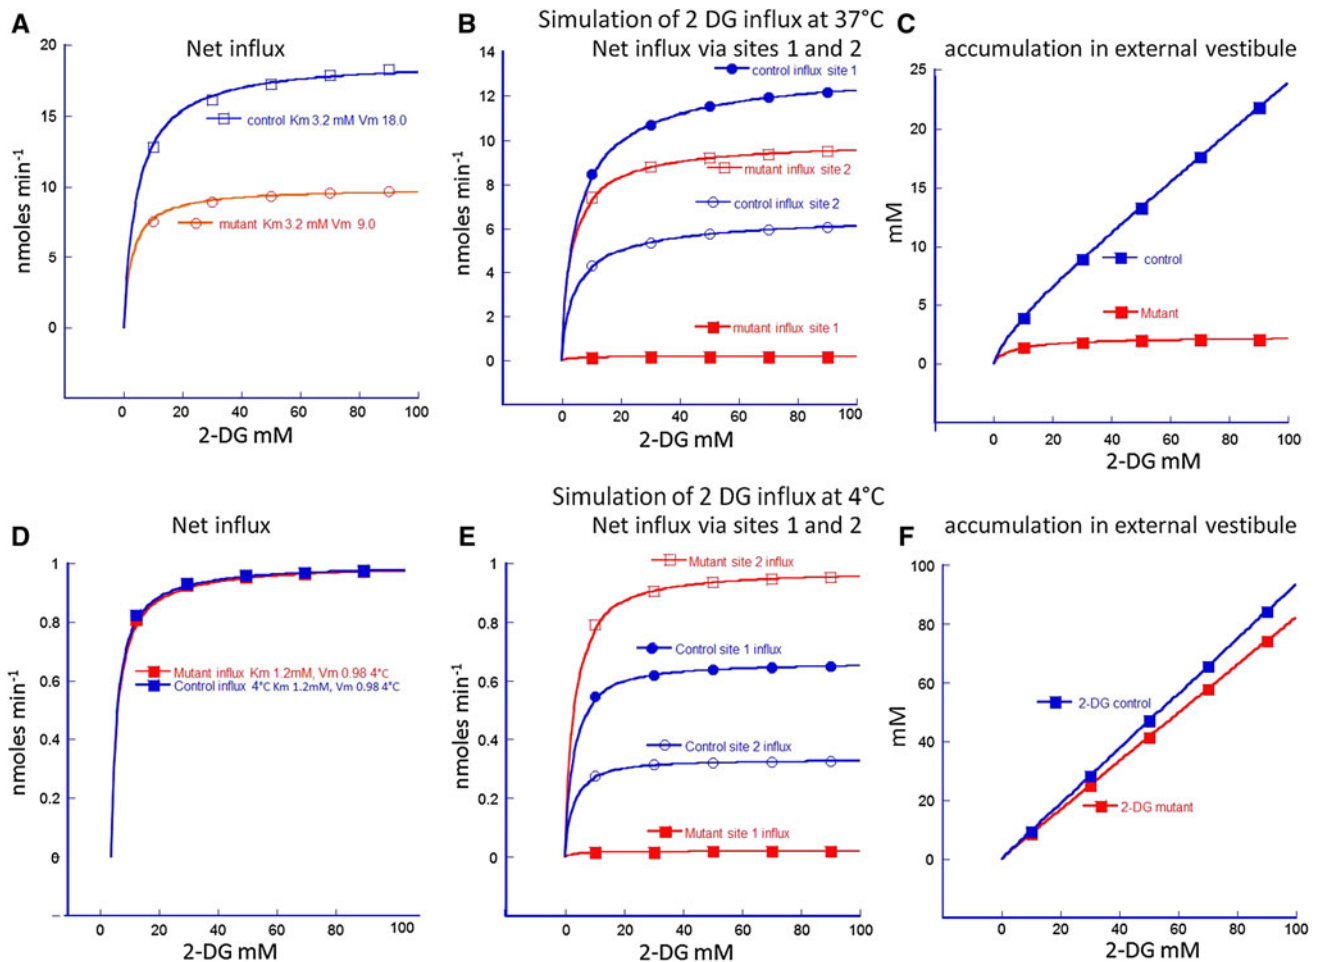 Simulation of 2 DG influx at 37°C
A
Net influx
20
15
10
5
0
nmoles min-1
control Km 3.2 mM Vm 18.0
mutant Km 3.2 mM Vm 9.0
0 20 40 60 80 100
2-DG mM
B
Net influx via sites 1 and 2
14
12
10
8
6
4
2
0
nmoles min-1
control influx site 1
mutant influx site 2
control influx site 2
mutant influx site 1
0 20 40 60 80 100
2-DG mM
C
accumulation in external vestibule
25
20
15
10
5
0
mM
control
Mutant
0 20 40 60 80 100
2-DG mM
Simulation of 2 DG influx at 4°C
D
Net influx
1
0.8
0.6
0.4
0.2
0
nmoles min-1
Mutant influx Km 1.2mM, Vm 0.98 4°C
Control influx 4°C Km 1.2mM, Vm 0.98 4°C
0 20 40 60 80 100
2-DG mM
E
Net influx via sites 1 and 2
1
0.8
0.6
0.4
0.2
0
nmoles min-1
Mutant site 2 influx
Control site 1 influx
Control site 2 influx
Mutant site 1 influx
0 20 40 60 80 100
2-DG mM
F
accumulation in external vestibule
100
80
60
40
20
0
mM
2-DG control
2-DG mutant
0 20 40 60 80 100
2-DG mM